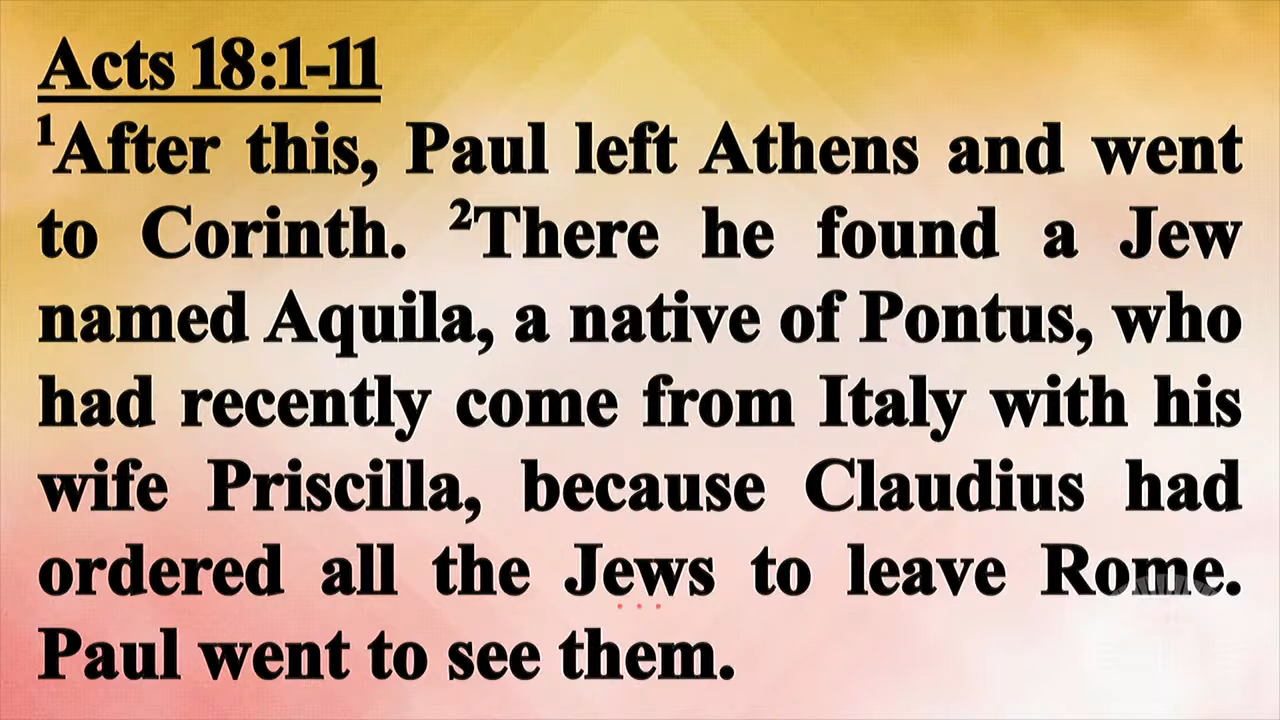 Acts 18:1-11
¹After this, Paul left Athens and went
to Corinth. ²There he found a Jew
named Aquila, a native of Pontus, who
had recently come from Italy with his
wife Priscilla, because Claudius had
ordered all the Jews to leave Rome.
Paul went to see them.